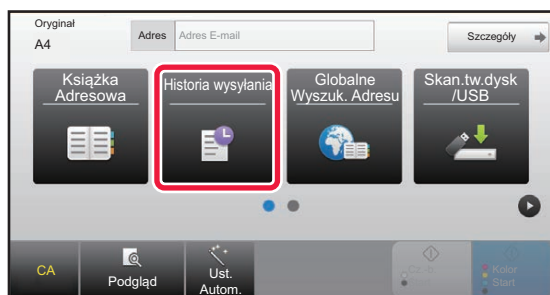 Oryginał
A4
Adres
Adres E-mail
Szczegóły
Książka
Adresowa
Historia wysyłania
Globalne
Wyszuk. Adresu
Skan.tw.dysk
/USB
CA
Podgląd
Ust.
Autom.
Kolor
Start